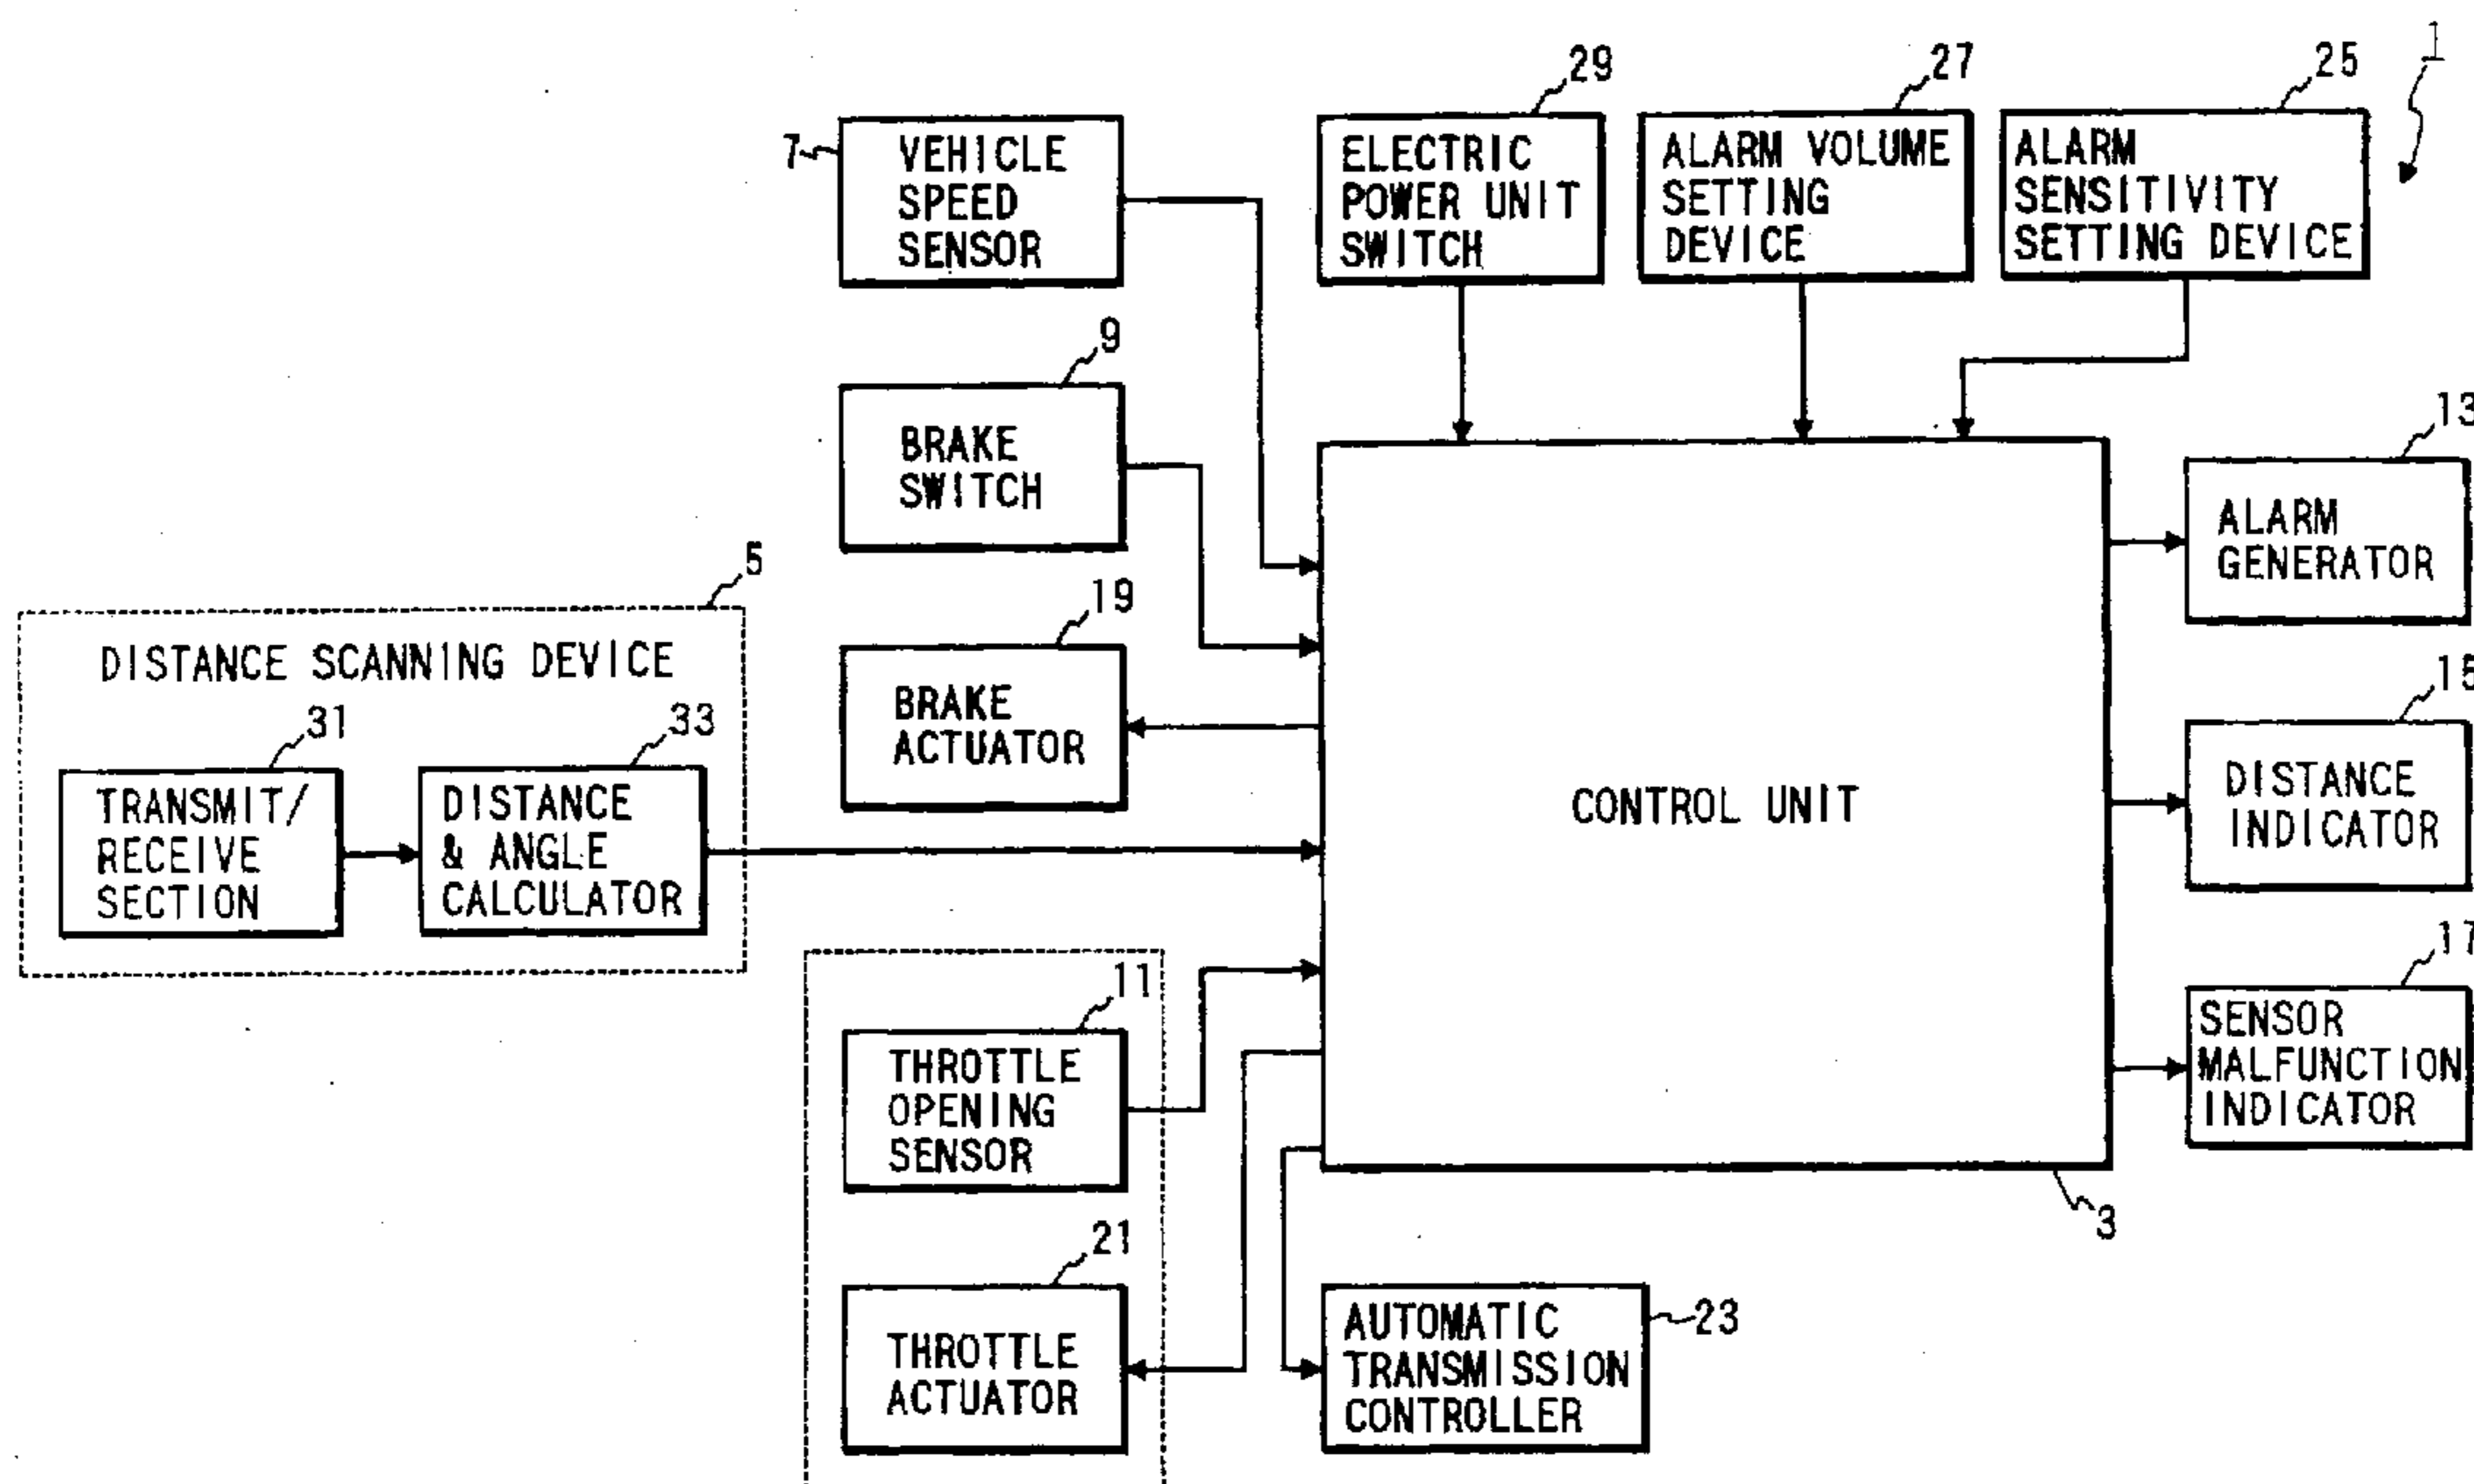 1
29
27
25
7
VEHICLE
SPEED
SENSOR
ELECTRIC
POWER UNIT
SWITCH
ALARM VOLUME
SETTING
DEVICE
ALARM
SENSITIVITY
SETTING DEVICE
9
BRAKE
SWITCH
13
ALARM
GENERATOR
5
DISTANCE SCANNING DEVICE
31
TRANSMIT/
RECEIVE
SECTION
33
DISTANCE
& ANGLE
CALCULATOR
19
BRAKE
ACTUATOR
CONTROL UNIT
3
15
DISTANCE
INDICATOR
17
SENSOR
MALFUNCTION
INDICATOR
11
THROTTLE
OPENING
SENSOR
21
THROTTLE
ACTUATOR
AUTOMATIC
TRANSMISSION
CONTROLLER
23